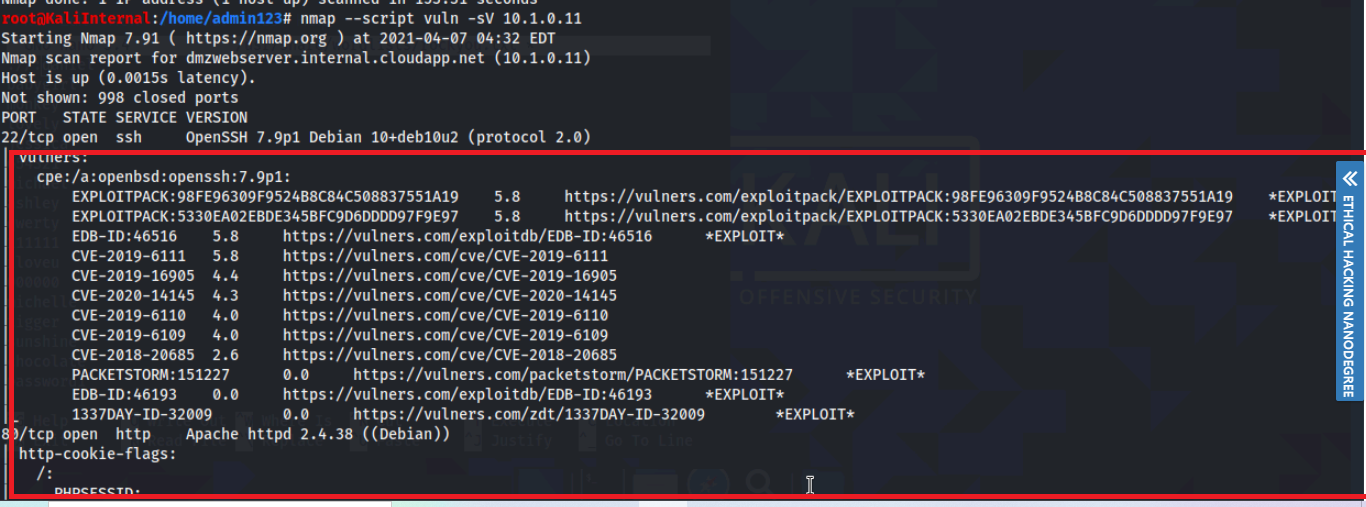 Nmap done: 1 IP address (1 host up) scanned in 153.31 seconds
root@KaliInternal:/home/admin123# nmap --script vuln -sV 10.1.0.11
Starting Nmap 7.91 ( https://nmap.org ) at 2021-04-07 04:32 EDT
Nmap scan report for dmzwebserver.internal.cloudapp.net (10.1.0.11)
Host is up (0.0015s latency).
Not shown: 998 closed ports
PORT   STATE SERVICE VERSION
22/tcp open  ssh     OpenSSH 7.9p1 Debian 10+deb10u2 (protocol 2.0)
| vulners:
|   cpe:/a:openbsd:openssh:7.9p1:
|       EXPLOITPACK:98FE96309F9524B8C84C508837551A19    5.8     https://vulners.com/exploitpack/EXPLOITPACK:98FE96309F9524B8C84C508837551A19    *EXPLOIT
|       EXPLOITPACK:5330EA02EBDE345BFC9D6DDDD97F9E97    5.8     https://vulners.com/exploitpack/EXPLOITPACK:5330EA02EBDE345BFC9D6DDDD97F9E97    *EXPLOIT
|       EDB-ID:46516    5.8     https://vulners.com/exploitdb/EDB-ID:46516      *EXPLOIT*
|       CVE-2019-6111   5.8     https://vulners.com/cve/CVE-2019-6111
|       CVE-2019-16905  4.4     https://vulners.com/cve/CVE-2019-16905
|       CVE-2020-14145  4.3     https://vulners.com/cve/CVE-2020-14145
|       CVE-2019-6110   4.0     https://vulners.com/cve/CVE-2019-6110
|       CVE-2019-6109   4.0     https://vulners.com/cve/CVE-2019-6109
|       CVE-2018-20685  2.6     https://vulners.com/cve/CVE-2018-20685
|       PACKETSTORM:151227      0.0     https://vulners.com/packetstorm/PACKETSTORM:151227      *EXPLOIT*
|       EDB-ID:46193    0.0     https://vulners.com/exploitdb/EDB-ID:46193      *EXPLOIT*
|_      1337DAY-ID-32009        0.0     https://vulners.com/zdt/1337DAY-ID-32009        *EXPLOIT*
80/tcp open  http    Apache httpd 2.4.38 ((Debian))
| http-cookie-flags:
|   /:
|     PHPSESSID:
KALI
OFFENSIVE SECURITY
Justify
Go To Line
ETHICAL HACKING NANODEGREE